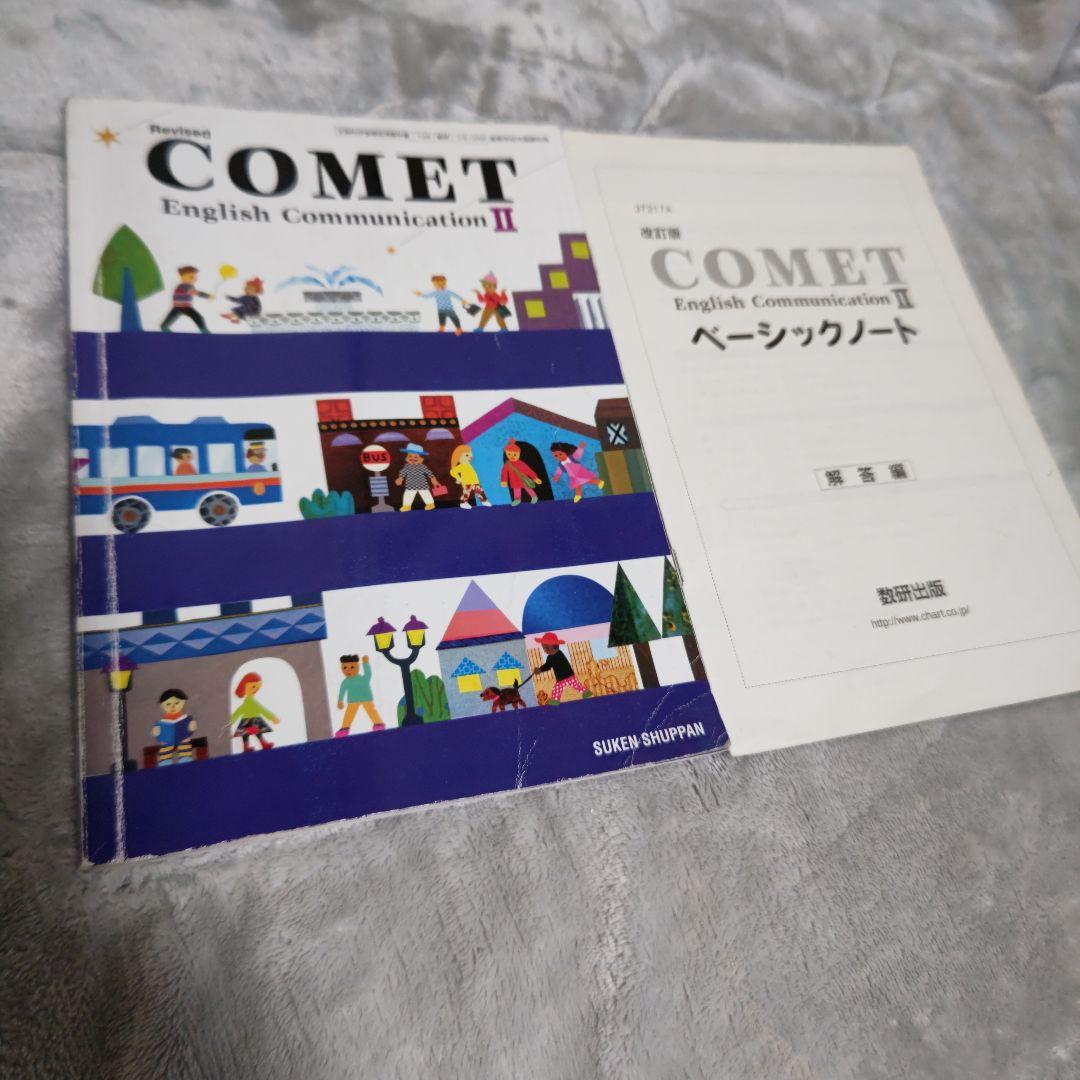 Revised
COMET
English Communication II
BUS
SUKEN SHUPPAN
37217A
改訂版
COMET
English Communication II
ベーシックノート
解答編
数研出版
http://www.chart.co.jp/